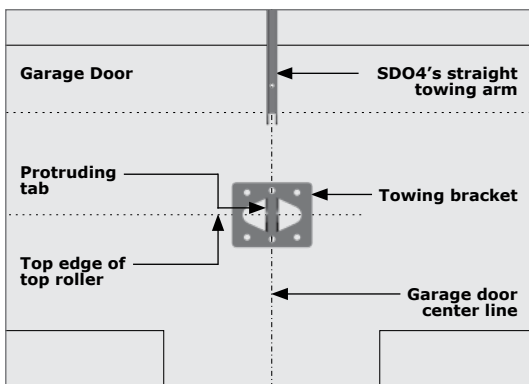 Garage Door
SDO4's straight
towing arm
Protruding
tab
Towing bracket
Top edge of
top roller
Garage door
center line